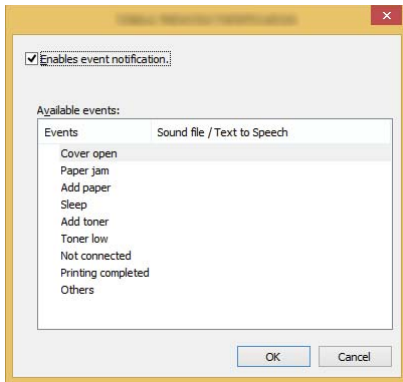 Enables event notification.
Available events:
Events Sound file / Text to Speech
Cover open
Paper jam
Add paper
Sleep
Add toner
Toner low
Not connected
Printing completed
Others
OK Cancel